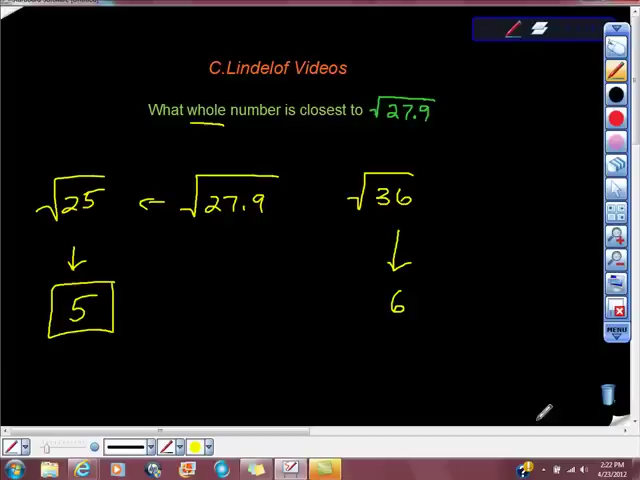 C.Lindelof Videos
What whole number is closest to √27.9
√25 ← √27.9 √36
5 6
MENU
2:22 PM
4/23/2012